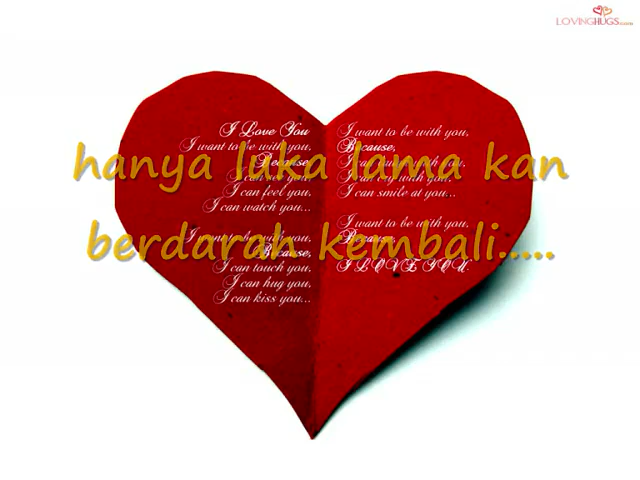 LOVINGHUGS.com
I Love You
I want to be with you,
Because,
I can see you,
I can feel you,
I can watch you...
I want to be with you,
Because,
I can touch you,
I can hug you,
I can kiss you...
I want to be with you,
Because,
I can
I can cry with you,
I can smile at you...
I want to be with you,
Because,
I LOVE YOU.
hanya luka lama kan
berdarah kembali.....